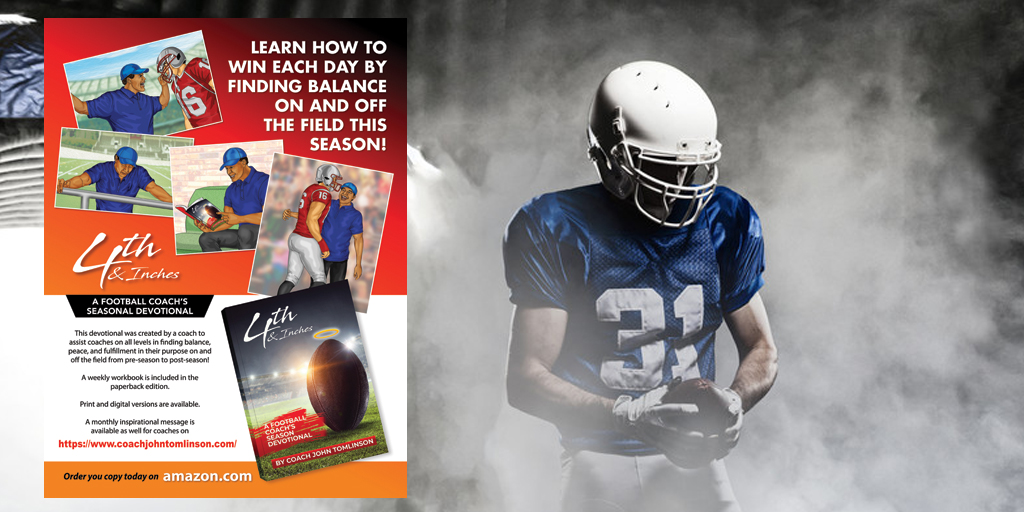 LEARN HOW TO
WIN EACH DAY BY
FINDING BALANCE
ON AND OFF
THE FIELD THIS
SEASON!
16
16
4th
& Inches
A FOOTBALL COACH'S
SEASONAL DEVOTIONAL
This devotional was created by a coach to
assist coaches on all levels in finding balance,
peace, and fulfillment in their purpose on and
off the field from pre-season to post-season!
A weekly workbook is included in the
paperback edition.
Print and digital versions are available.
A monthly inspirational message is
available as well for coaches on
https://www.coachjohntomlinson.com/
Order you copy today on amazon.com
4th
& Inches
A FOOTBALL
COACH'S
SEASON
DEVOTIONAL
BY COACH JOHN TOMLINSON
31